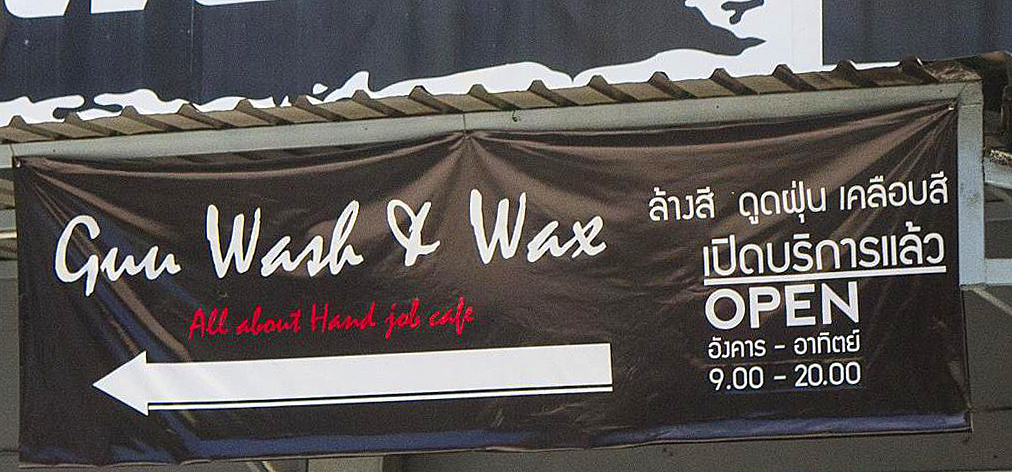 Guu Wash & Wax
All about Hand job cafe
ล้างสี ดูดฝุ่น เคลือบสี
เปิดบริการแล้ว
OPEN
อังคาร - อาทิตย์
9.00 - 20.00